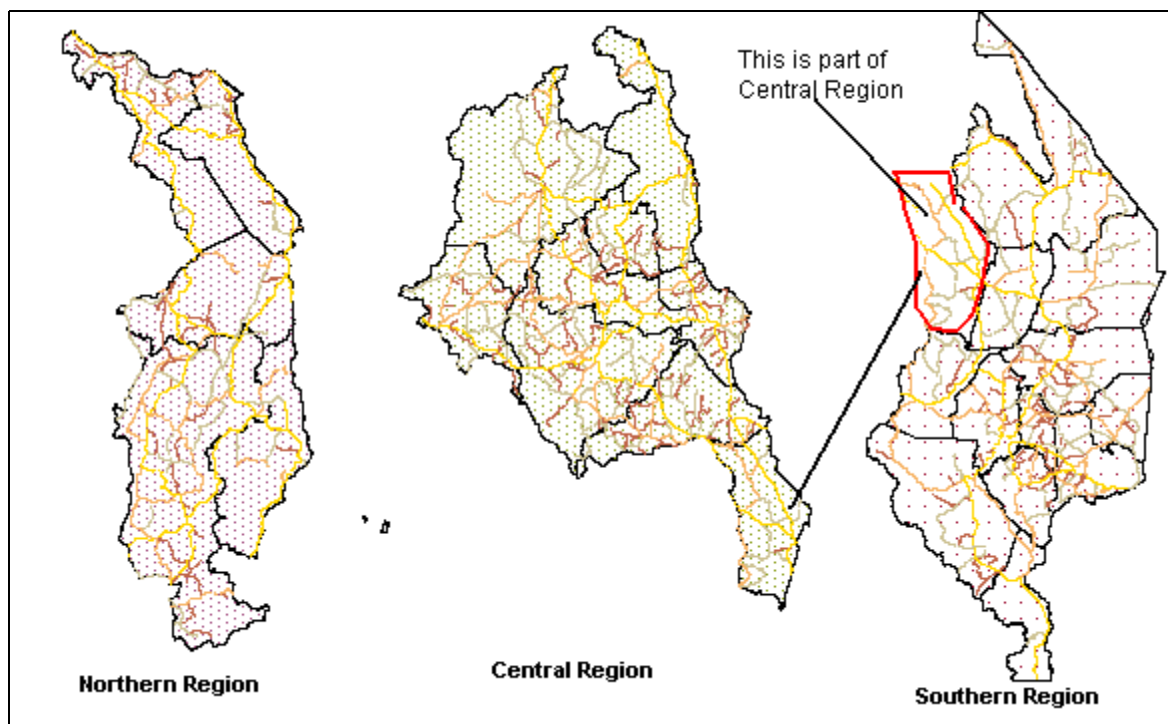 This is part of
Central Region
Northern Region
Central Region
Southern Region